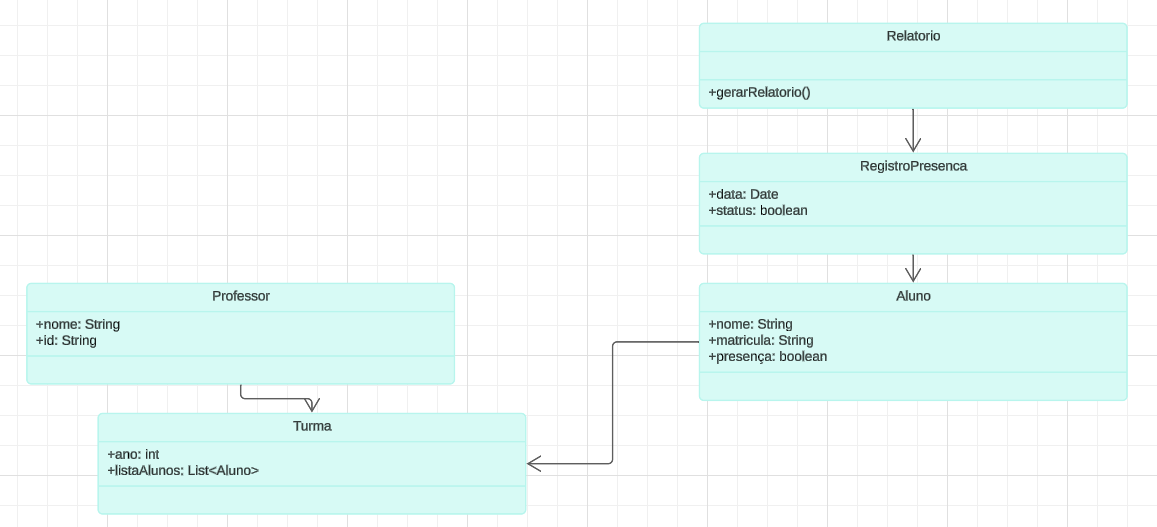 Relatorio
+gerarRelatorio()
RegistroPresenca
+data: Date
+status: boolean
Professor
+nome: String
+id: String
Aluno
+nome: String
+matricula: String
+presença: boolean
Turma
+ano: int
+listaAlunos: List<Aluno>